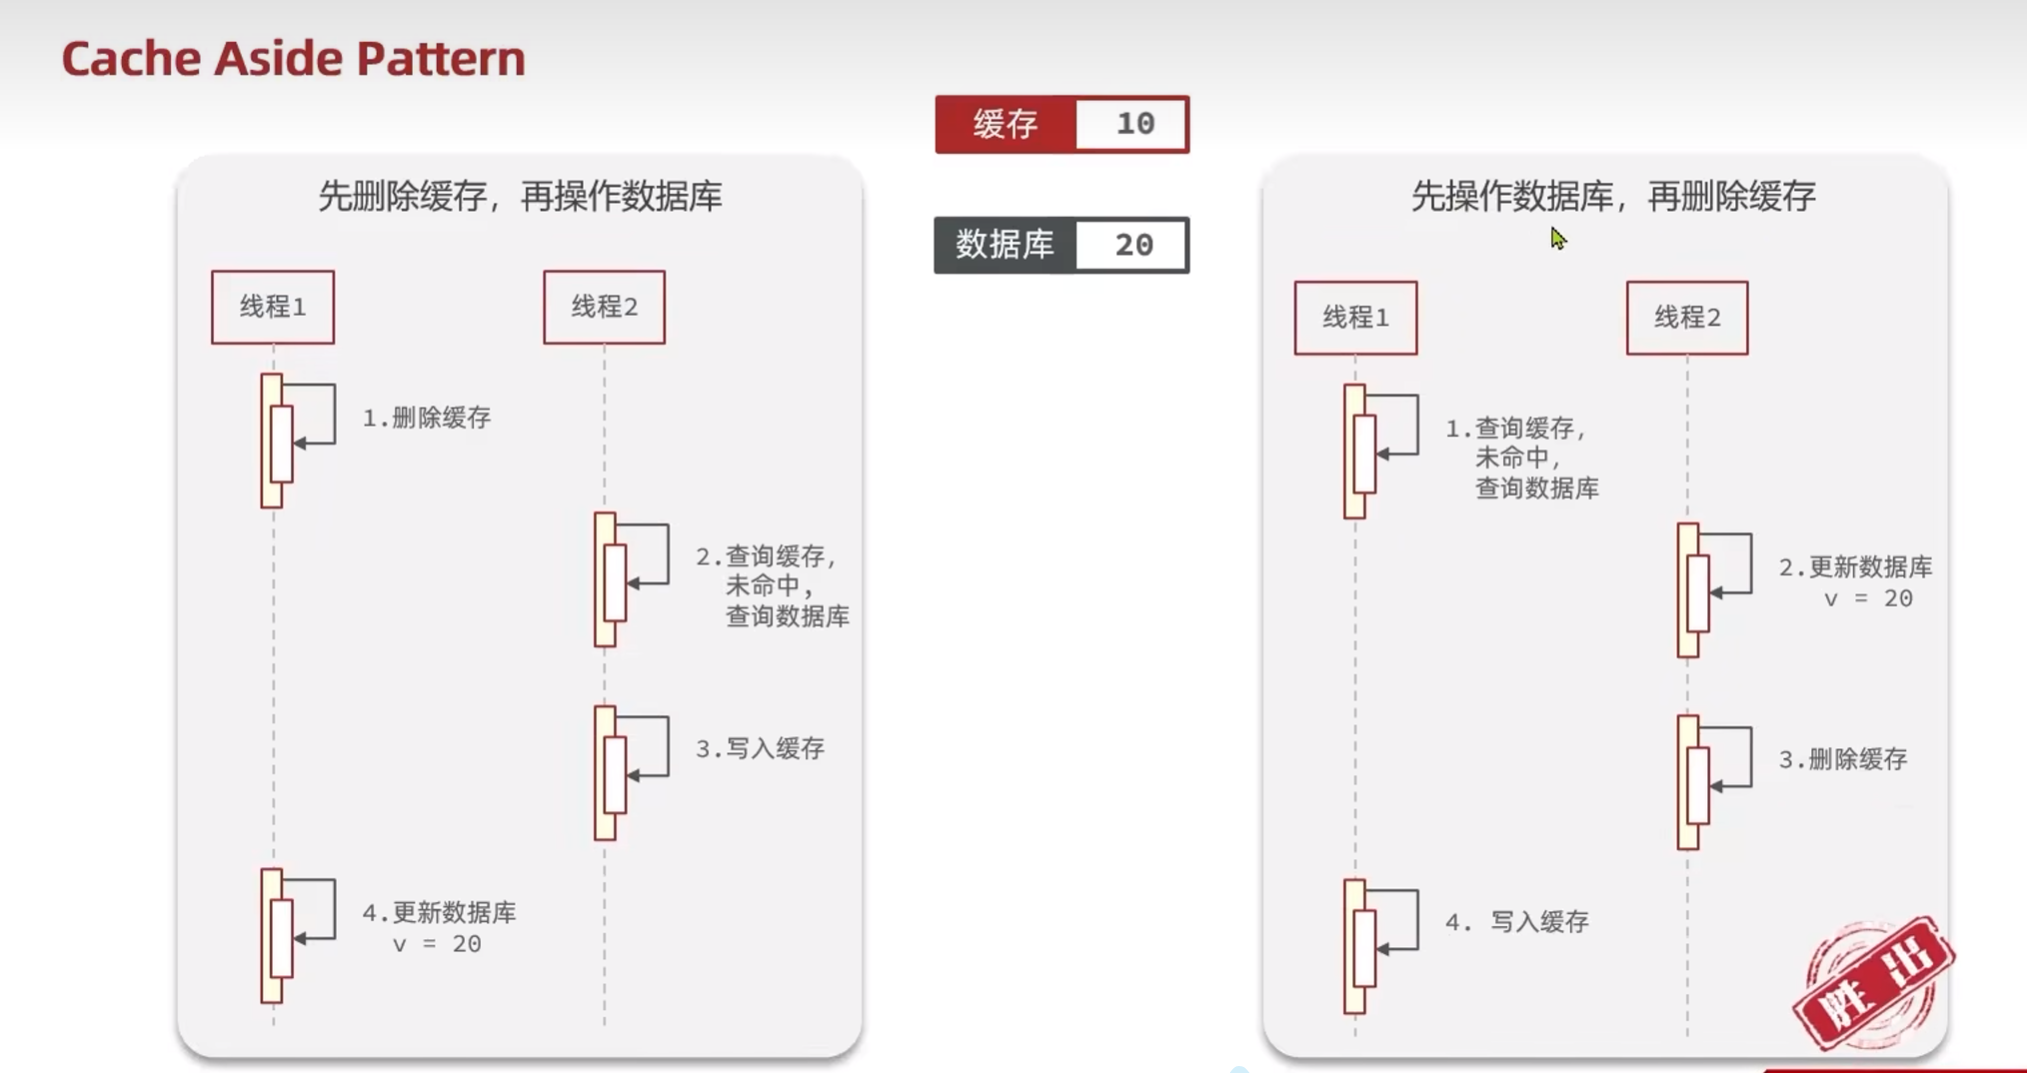 Cache Aside Pattern
缓存 10
数据库 20
先删除缓存，再操作数据库
线程1
线程2
1.删除缓存
2.查询缓存，
未命中，
查询数据库
3.写入缓存
4.更新数据库
v = 20
先操作数据库，再删除缓存
线程1
线程2
1.查询缓存，
未命中，
查询数据库
2.更新数据库
v = 20
3.删除缓存
4. 写入缓存
胜出